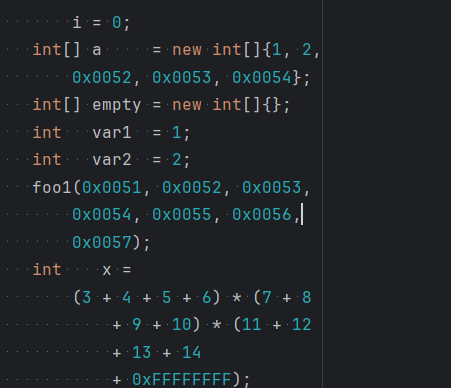 i = 0;
int[] a = new int[]{1, 2,
0x0052, 0x0053, 0x0054};
int[] empty = new int[]{};
int var1 = 1;
int var2 = 2;
foo1(0x0051, 0x0052, 0x0053,
0x0054, 0x0055, 0x0056,
0x0057);
int x =
(3 + 4 + 5 + 6) * (7 + 8
+ 9 + 10) * (11 + 12
+ 13 + 14
+ 0xFFFFFFFF);